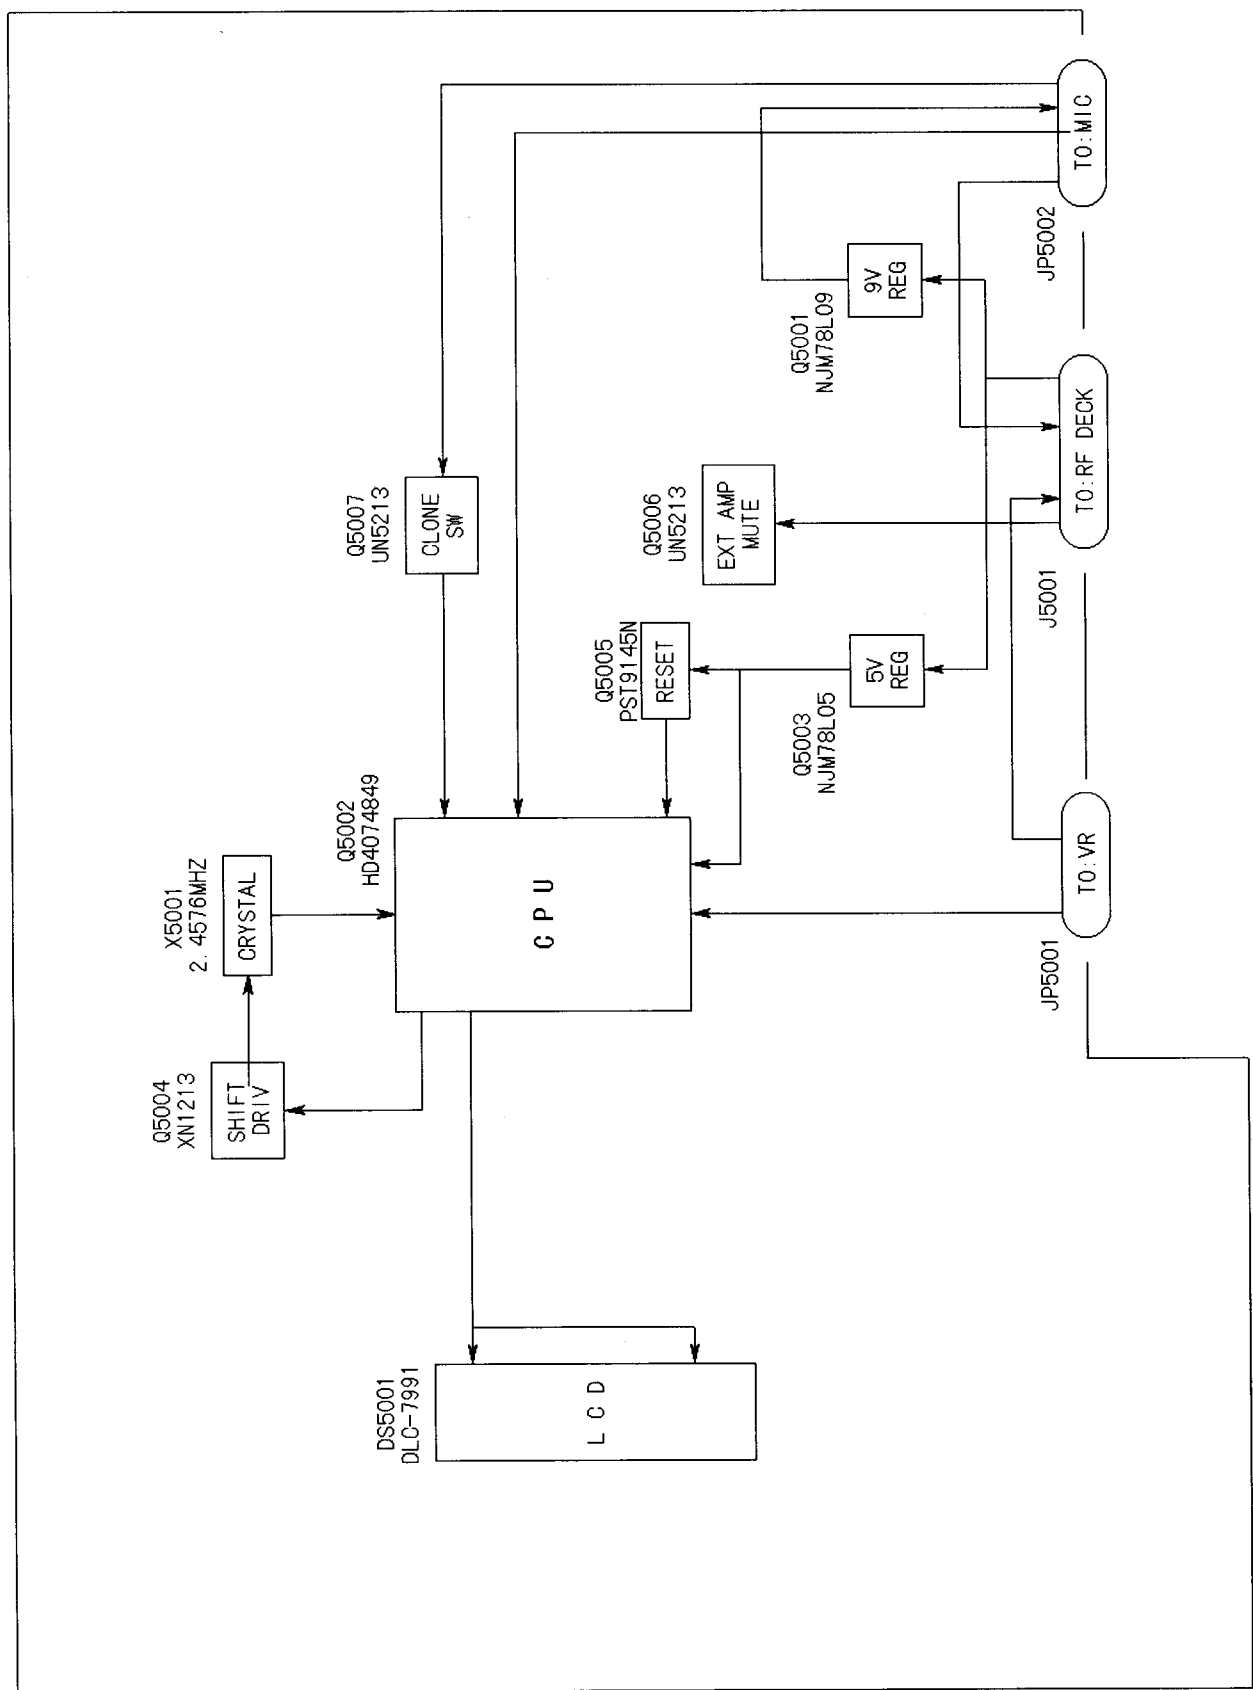 DS5001
DLC-7991
LCD
Q5004
XN1213
SHIFT
DRIV
X5001
2.4576MHZ
CRYSTAL
Q5002
HD4074849
CPU
JP5001
TO:VR
Q5003
NJM78L05
5V
REG
Q5005
PST9145N
RESET
Q5007
UN5213
CLONE
SW
Q5006
UN5213
EXT AMP
MUTE
J5001
TO:RF DECK
Q5001
NJM78L09
9V
REG
JP5002
TO:MIC